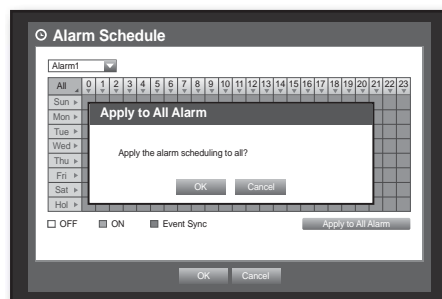 Alarm Schedule
Alarm1
All 0 1 2 3 4 5 6 7 8 9 10 11 12 13 14 15 16 17 18 19 20 21 22 23
Sun
Mon
Tue
Wed
Thu
Fri
Sat
Hol
Apply to All Alarm
Apply the alarm scheduling to all?
OK Cancel
OFF ON Event Sync Apply to All Alarm
OK Cancel